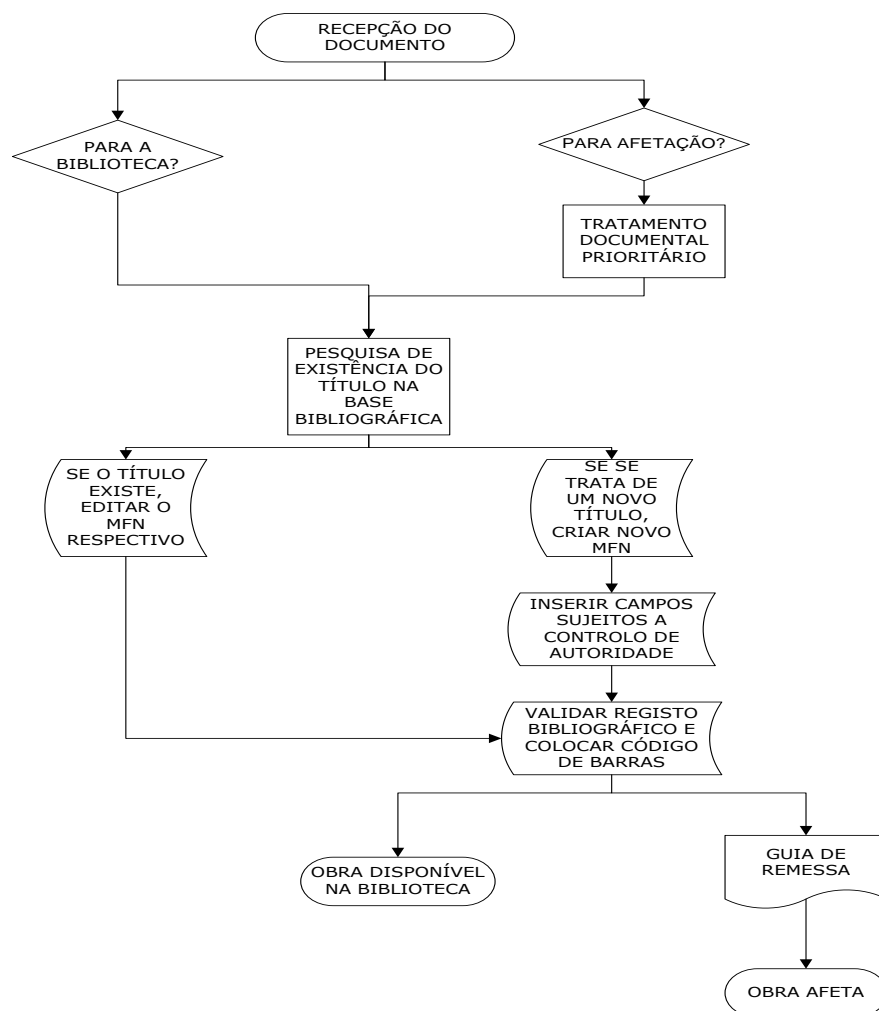 RECEPÇÃO DO
DOCUMENTO
PARA A
BIBLIOTECA?
PARA AFETAÇÃO?
TRATAMENTO
DOCUMENTAL
PRIORITÁRIO
PESQUISA DE
EXISTÊNCIA DO
TÍTULO NA
BASE
BIBLIOGRÁFICA
SE O TÍTULO
EXISTE,
EDITAR O
MFN
RESPECTIVO
SE SE
TRATA DE
UM NOVO
TÍTULO,
CRIAR NOVO
MFN
INSERIR CAMPOS
SUJEITOS A
CONTROLO DE
AUTORIDADE
VALIDAR REGISTO
BIBLIOGRÁFICO E
COLOCAR CÓDIGO
DE BARRAS
OBRA DISPONÍVEL
NA BIBLIOTECA
GUIA DE
REMESSA
OBRA AFETA